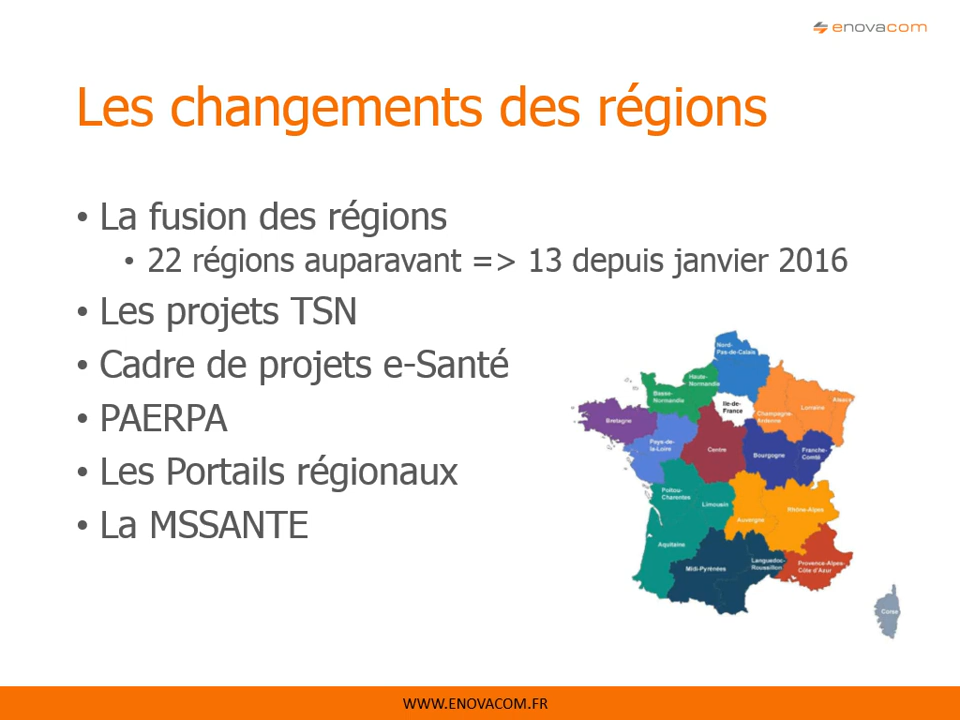 enovacom
Les changements des régions
• La fusion des régions
• 22 régions auparavant => 13 depuis janvier 2016
• Les projets TSN
• Cadre de projets e-Santé
• PAERPA
• Les Portails régionaux
• La MSSANTE
Nord-
Pas-de-Calais
Haute-
Normandie
Basse-
Normandie
Ile-de-
France
Champagne-
Ardenne
Lorraine
Alsace
Bretagne
Pays-de-
la-Loire
Centre
Bourgogne
Franche-
Comté
Poitou-
Charentes
Limousin
Auvergne
Rhône-Alpes
Aquitaine
Midi-Pyrénées
Languedoc-
Roussillon
Provence-Alpes-
Côte d'Azur
Corse
WWW.ENOVACOM.FR